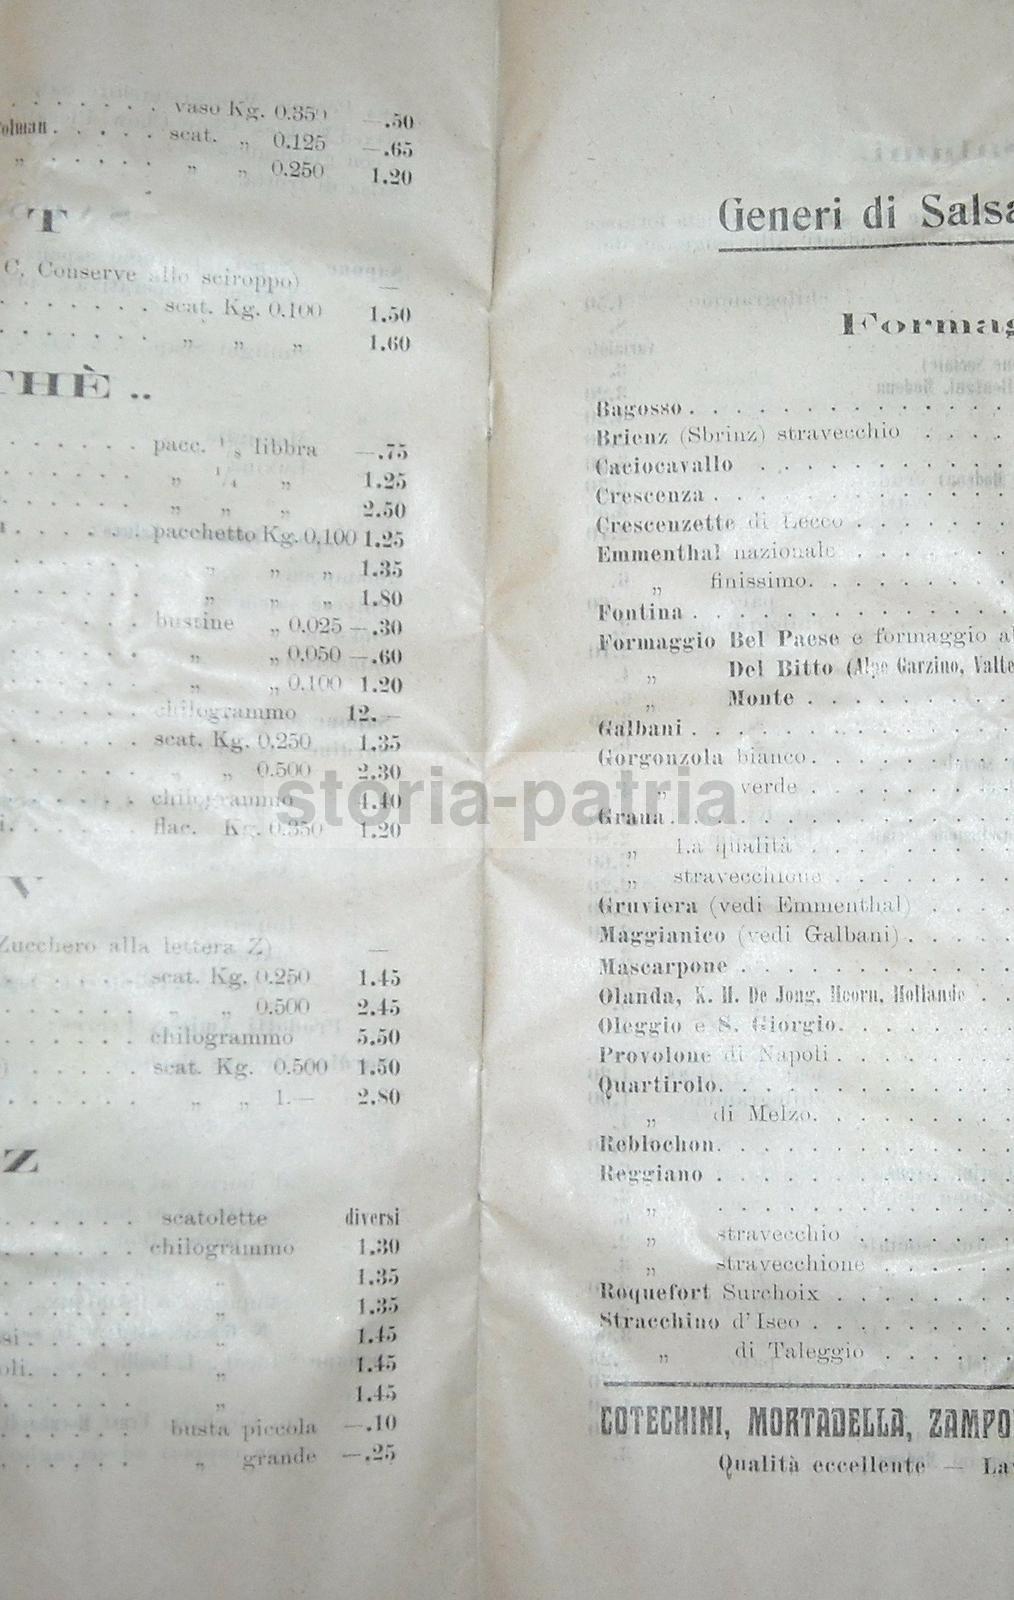 vaso Kg. 0.350 —.50
scat. „ 0.125 —.65
„ „ „ 0.250 1.20
T
C, Conserve allo sciroppo) —
scat. Kg. 0.100 1.50
„ „ „ 1.60
THÈ ..
pacc. 1/8 libbra —.75
„ 1/4 „ 1.25
„ „ „ 2.50
pacchetto Kg. 0,100 1.25
„ „ „ 1.35
„ „ „ 1.80
bustine „ 0.025 —.30
„ „ 0.050 —.60
„ „ 0.100 1.20
chilogrammo 12.—
scat. Kg. 0.250 1.35
„ „ 0.500 2.30
chilogrammo 4.40
flac. Kg. 0.350 1.20
V
Zucchero alla lettera Z) —
scat. Kg. 0.250 1.45
„ „ 0.500 2.45
chilogrammo 5.50
scat. Kg. 0.500 1.50
„ „ 1.— 2.80
Z
scatolette diversi
chilogrammo 1.30
„ 1.35
„ 1.35
„ 1.45
„ 1.45
„ 1.45
busta piccola —.10
„ grande —.25
Generi di Salsa
Formag
Bagosso
Brienz (Sbrinz) stravecchio
Caciocavallo
Crescenza
Crescenzette di Lecco
Emmenthal nazionale
„ finissimo
Fontina
Formaggio Bel Paese e formaggio al
„ Del Bitto (Alpe Garzino, Valte
„ Monte
Galbani
Gorgonzola bianco
„ verde
Grana
„ I.a qualità
„ stravecchione
Gruviera (vedi Emmenthal)
Maggianico (vedi Galbani)
Mascarpone
Olanda, K. H. De Jong, Hoorn, Hollande
Oleggio e S. Giorgio
Provolone di Napoli
Quartirolo
„ di Melzo
Reblochon
Reggiano
„
„ stravecchio
„ stravecchione
Roquefort Surchoix
Stracchino d'Iseo
„ di Taleggio
COTECHINI, MORTADELLA, ZAMPO
Qualità eccellente — La
storia-patria